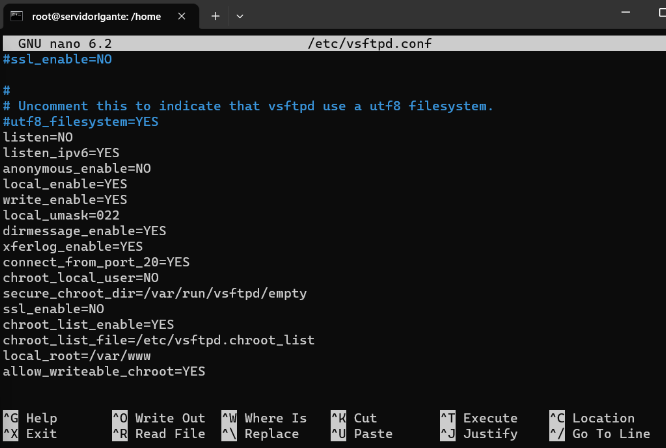 root@servidorlgante: /home
GNU nano 6.2 /etc/vsftpd.conf
#ssl_enable=NO
#
# Uncomment this to indicate that vsftpd use a utf8 filesystem.
#utf8_filesystem=YES
listen=NO
listen_ipv6=YES
anonymous_enable=NO
local_enable=YES
write_enable=YES
local_umask=022
dirmessage_enable=YES
xferlog_enable=YES
connect_from_port_20=YES
chroot_local_user=NO
secure_chroot_dir=/var/run/vsftpd/empty
ssl_enable=NO
chroot_list_enable=YES
chroot_list_file=/etc/vsftpd.chroot_list
local_root=/var/www
allow_writeable_chroot=YES
^G Help ^O Write Out ^W Where Is ^K Cut ^T Execute ^C Location
^X Exit ^R Read File ^\ Replace ^U Paste ^J Justify ^/ Go To Line